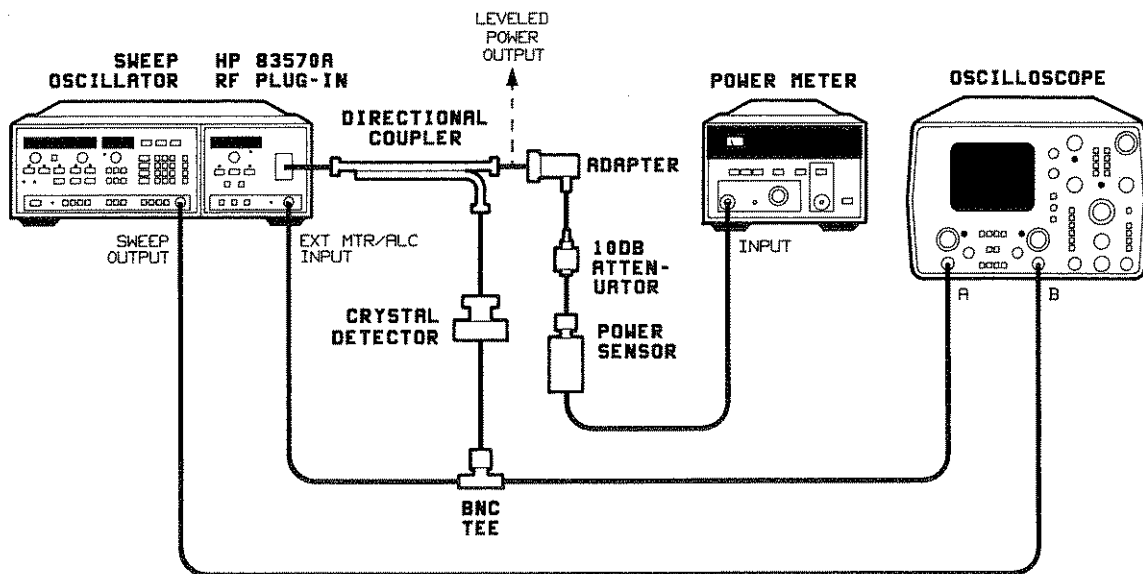 LEVELED
POWER
OUTPUT
SWEEP
OSCILLATOR
HP 83570A
RF PLUG-IN
DIRECTIONAL
COUPLER
ADAPTER
POWER METER
OSCILLOSCOPE
SWEEP
OUTPUT
EXT MTR/ALC
INPUT
10DB
ATTEN-
UATOR
INPUT
A
B
CRYSTAL
DETECTOR
POWER
SENSOR
BNC
TEE